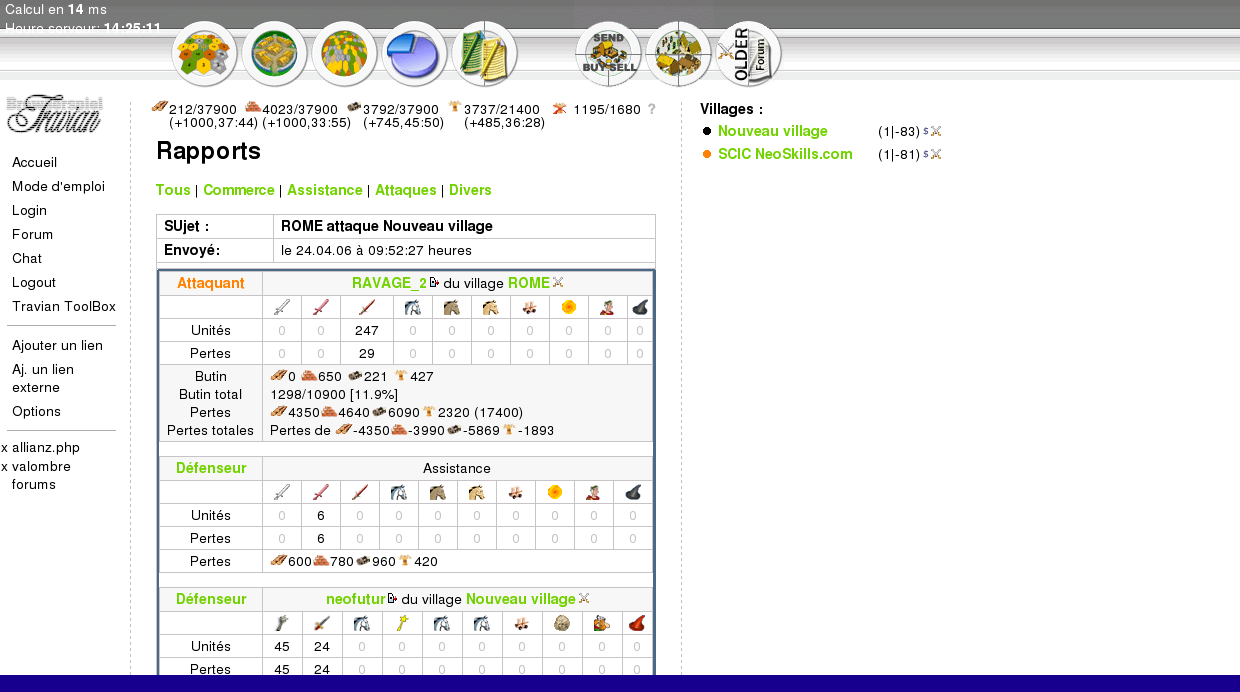 Calcul en 14 ms
Heure serveur: 14:25:11
SEND
BUY SELL
OLDER
Forum
Travian
212/37900 4023/37900 3792/37900 3737/21400 1195/1680 ?
(+1000,37:44) (+1000,33:55) (+745,45:50) (+485,36:28)
Villages :
Nouveau village (1|-83) $
SCIC NeoSkills.com (1|-81) $
Accueil
Mode d'emploi
Login
Forum
Chat
Logout
Travian ToolBox
Ajouter un lien
Aj. un lien
externe
Options
x allianz.php
x valombre
forums
Rapports
Tous | Commerce | Assistance | Attaques | Divers
SUjet : ROME attaque Nouveau village
Envoyé: le 24.04.06 à 09:52:27 heures
Attaquant RAVAGE_2 du village ROME
Unités 0 0 247 0 0 0 0 0 0 0
Pertes 0 0 29 0 0 0 0 0 0 0
Butin 0 650 221 427
Butin total 1298/10900 [11.9%]
Pertes 4350 4640 6090 2320 (17400)
Pertes totales Pertes de -4350 -3990 -5869 -1893
Défenseur Assistance
Unités 0 6 0 0 0 0 0 0 0 0
Pertes 0 6 0 0 0 0 0 0 0 0
Pertes 600 780 960 420
Défenseur neofutur du village Nouveau village
Unités 45 24 0 0 0 0 0 0 0 0
Pertes 45 24 0 0 0 0 0 0 0 0